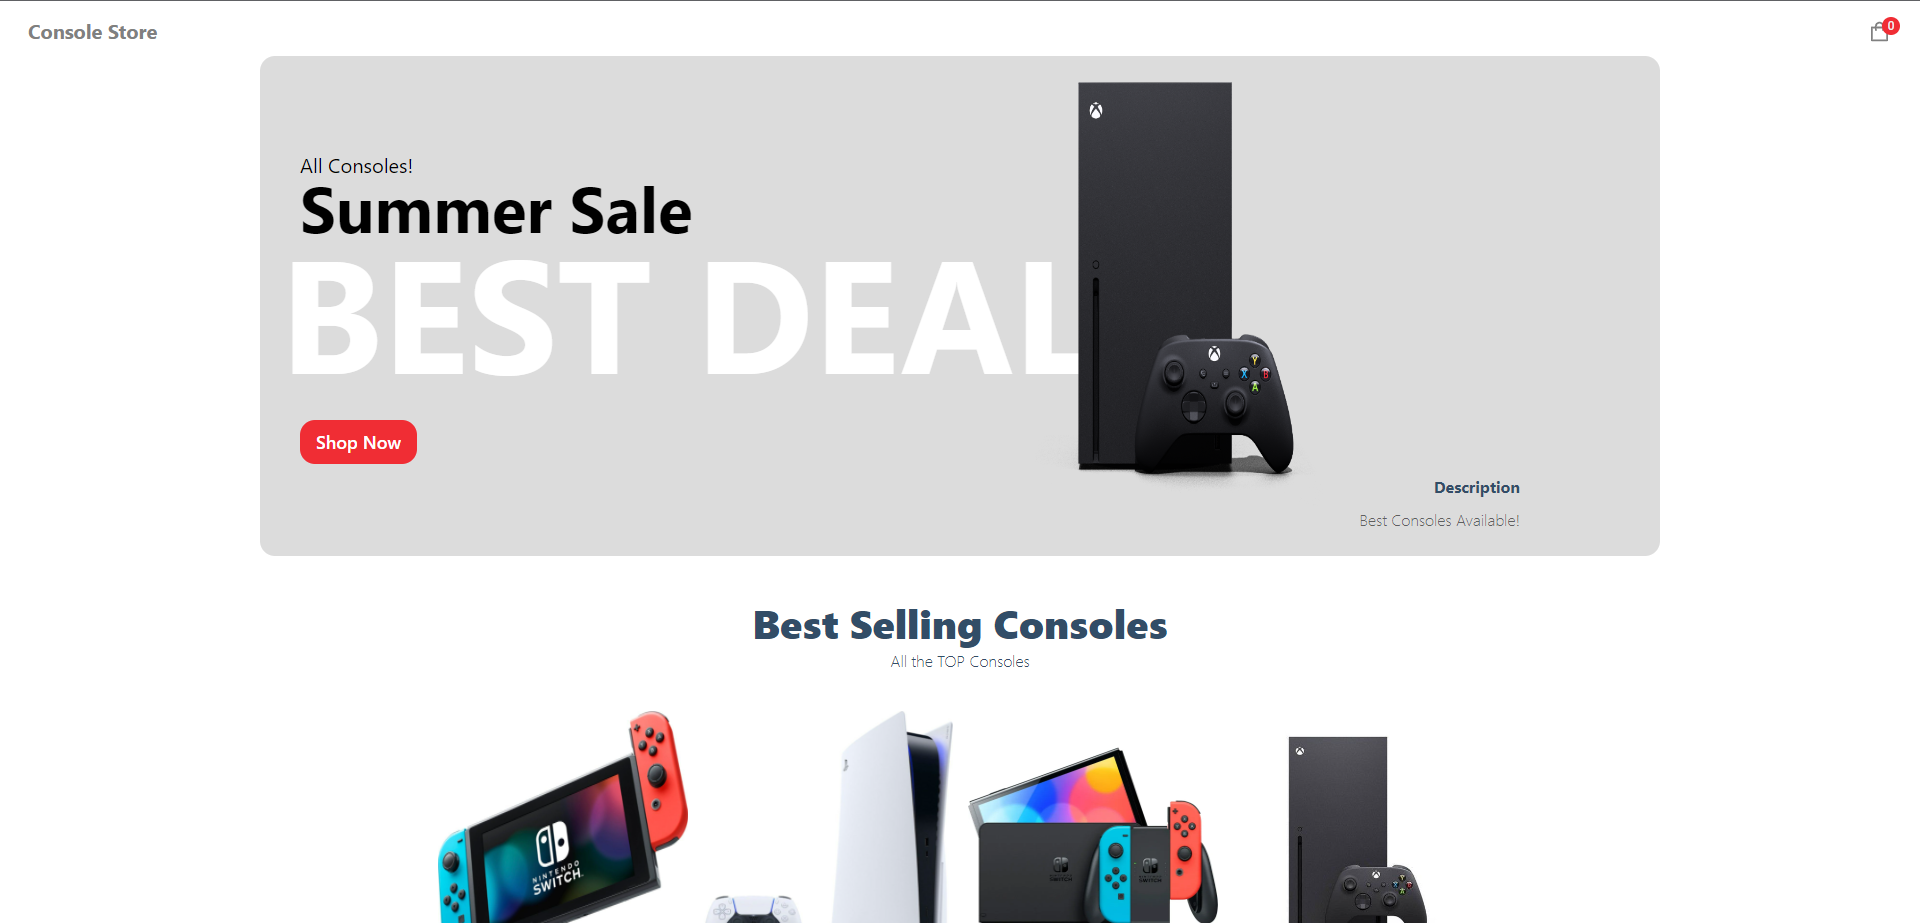 Console Store
0
All Consoles!
Summer Sale
BEST DEAL
Shop Now
Y
X
B
A
Description
Best Consoles Available!
Best Selling Consoles
All the TOP Consoles
NINTENDO
SWITCH